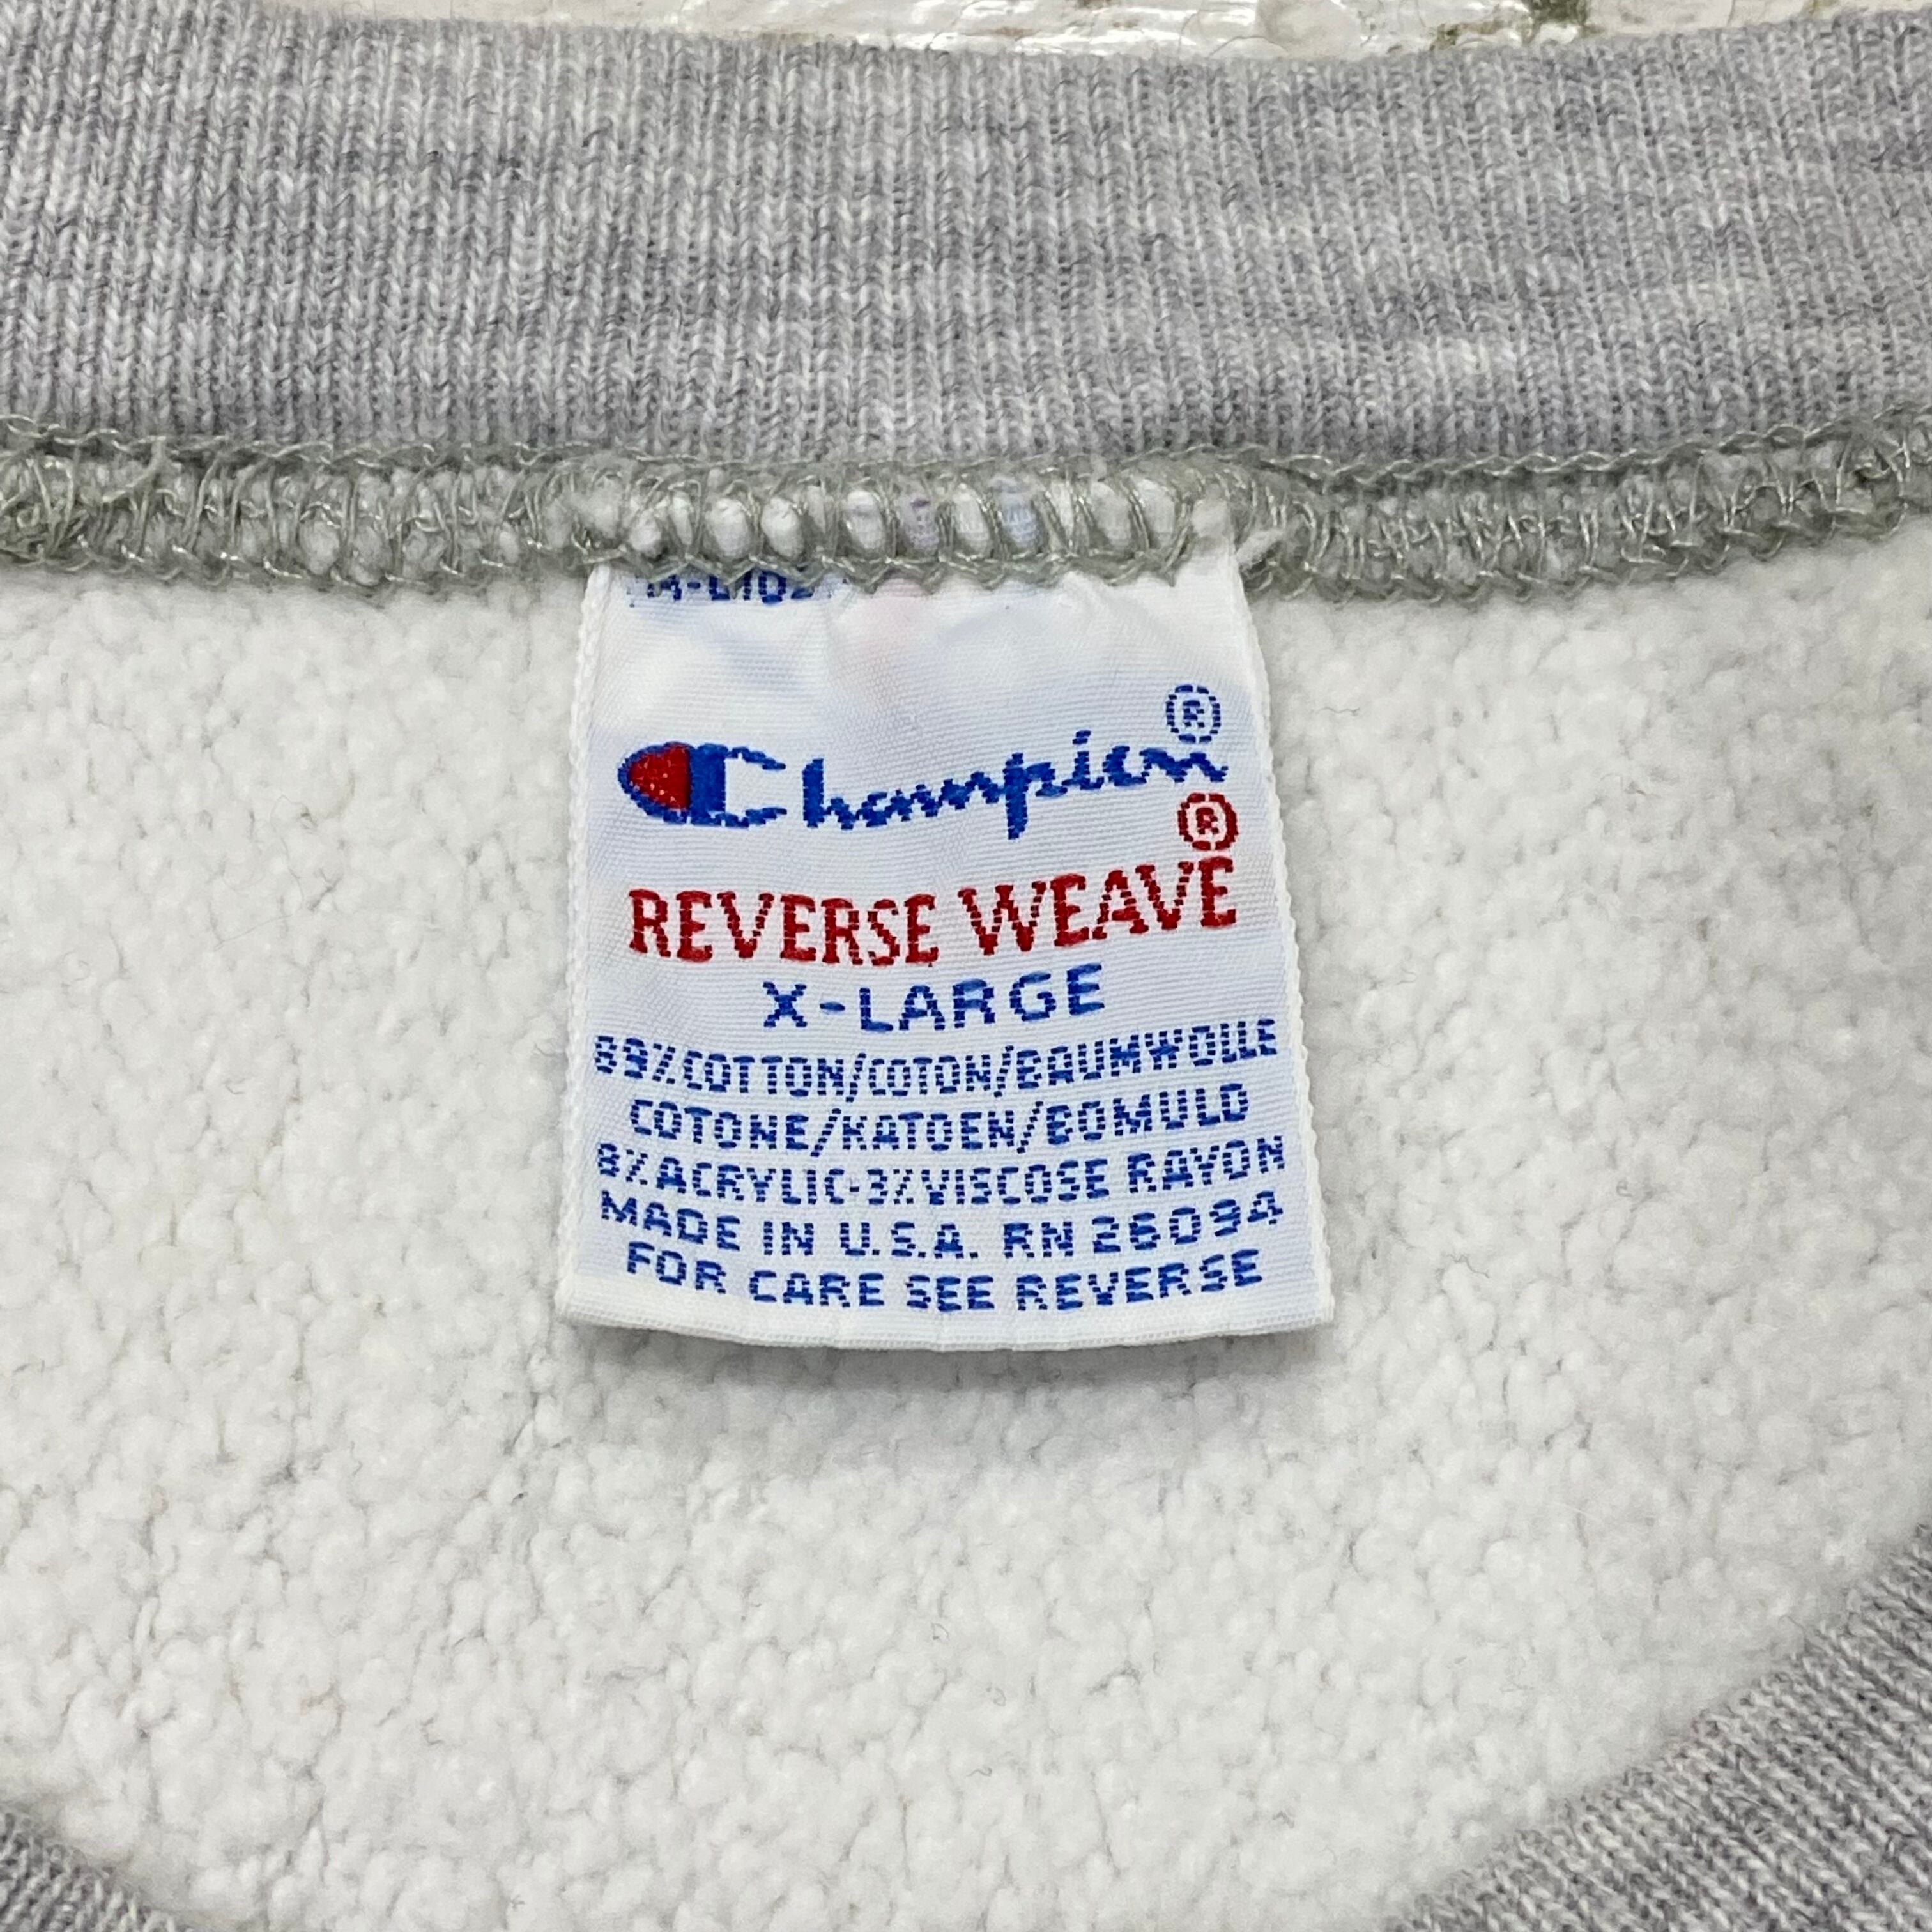 Champion®
REVERSE WEAVE®
X-LARGE
89% COTTON/COTON/BAUMWOLLE
COTONE/KATOEN/BOMULD
8% ACRYLIC-3% VISCOSE RAYON
MADE IN U.S.A. RN 26094
FOR CARE SEE REVERSE